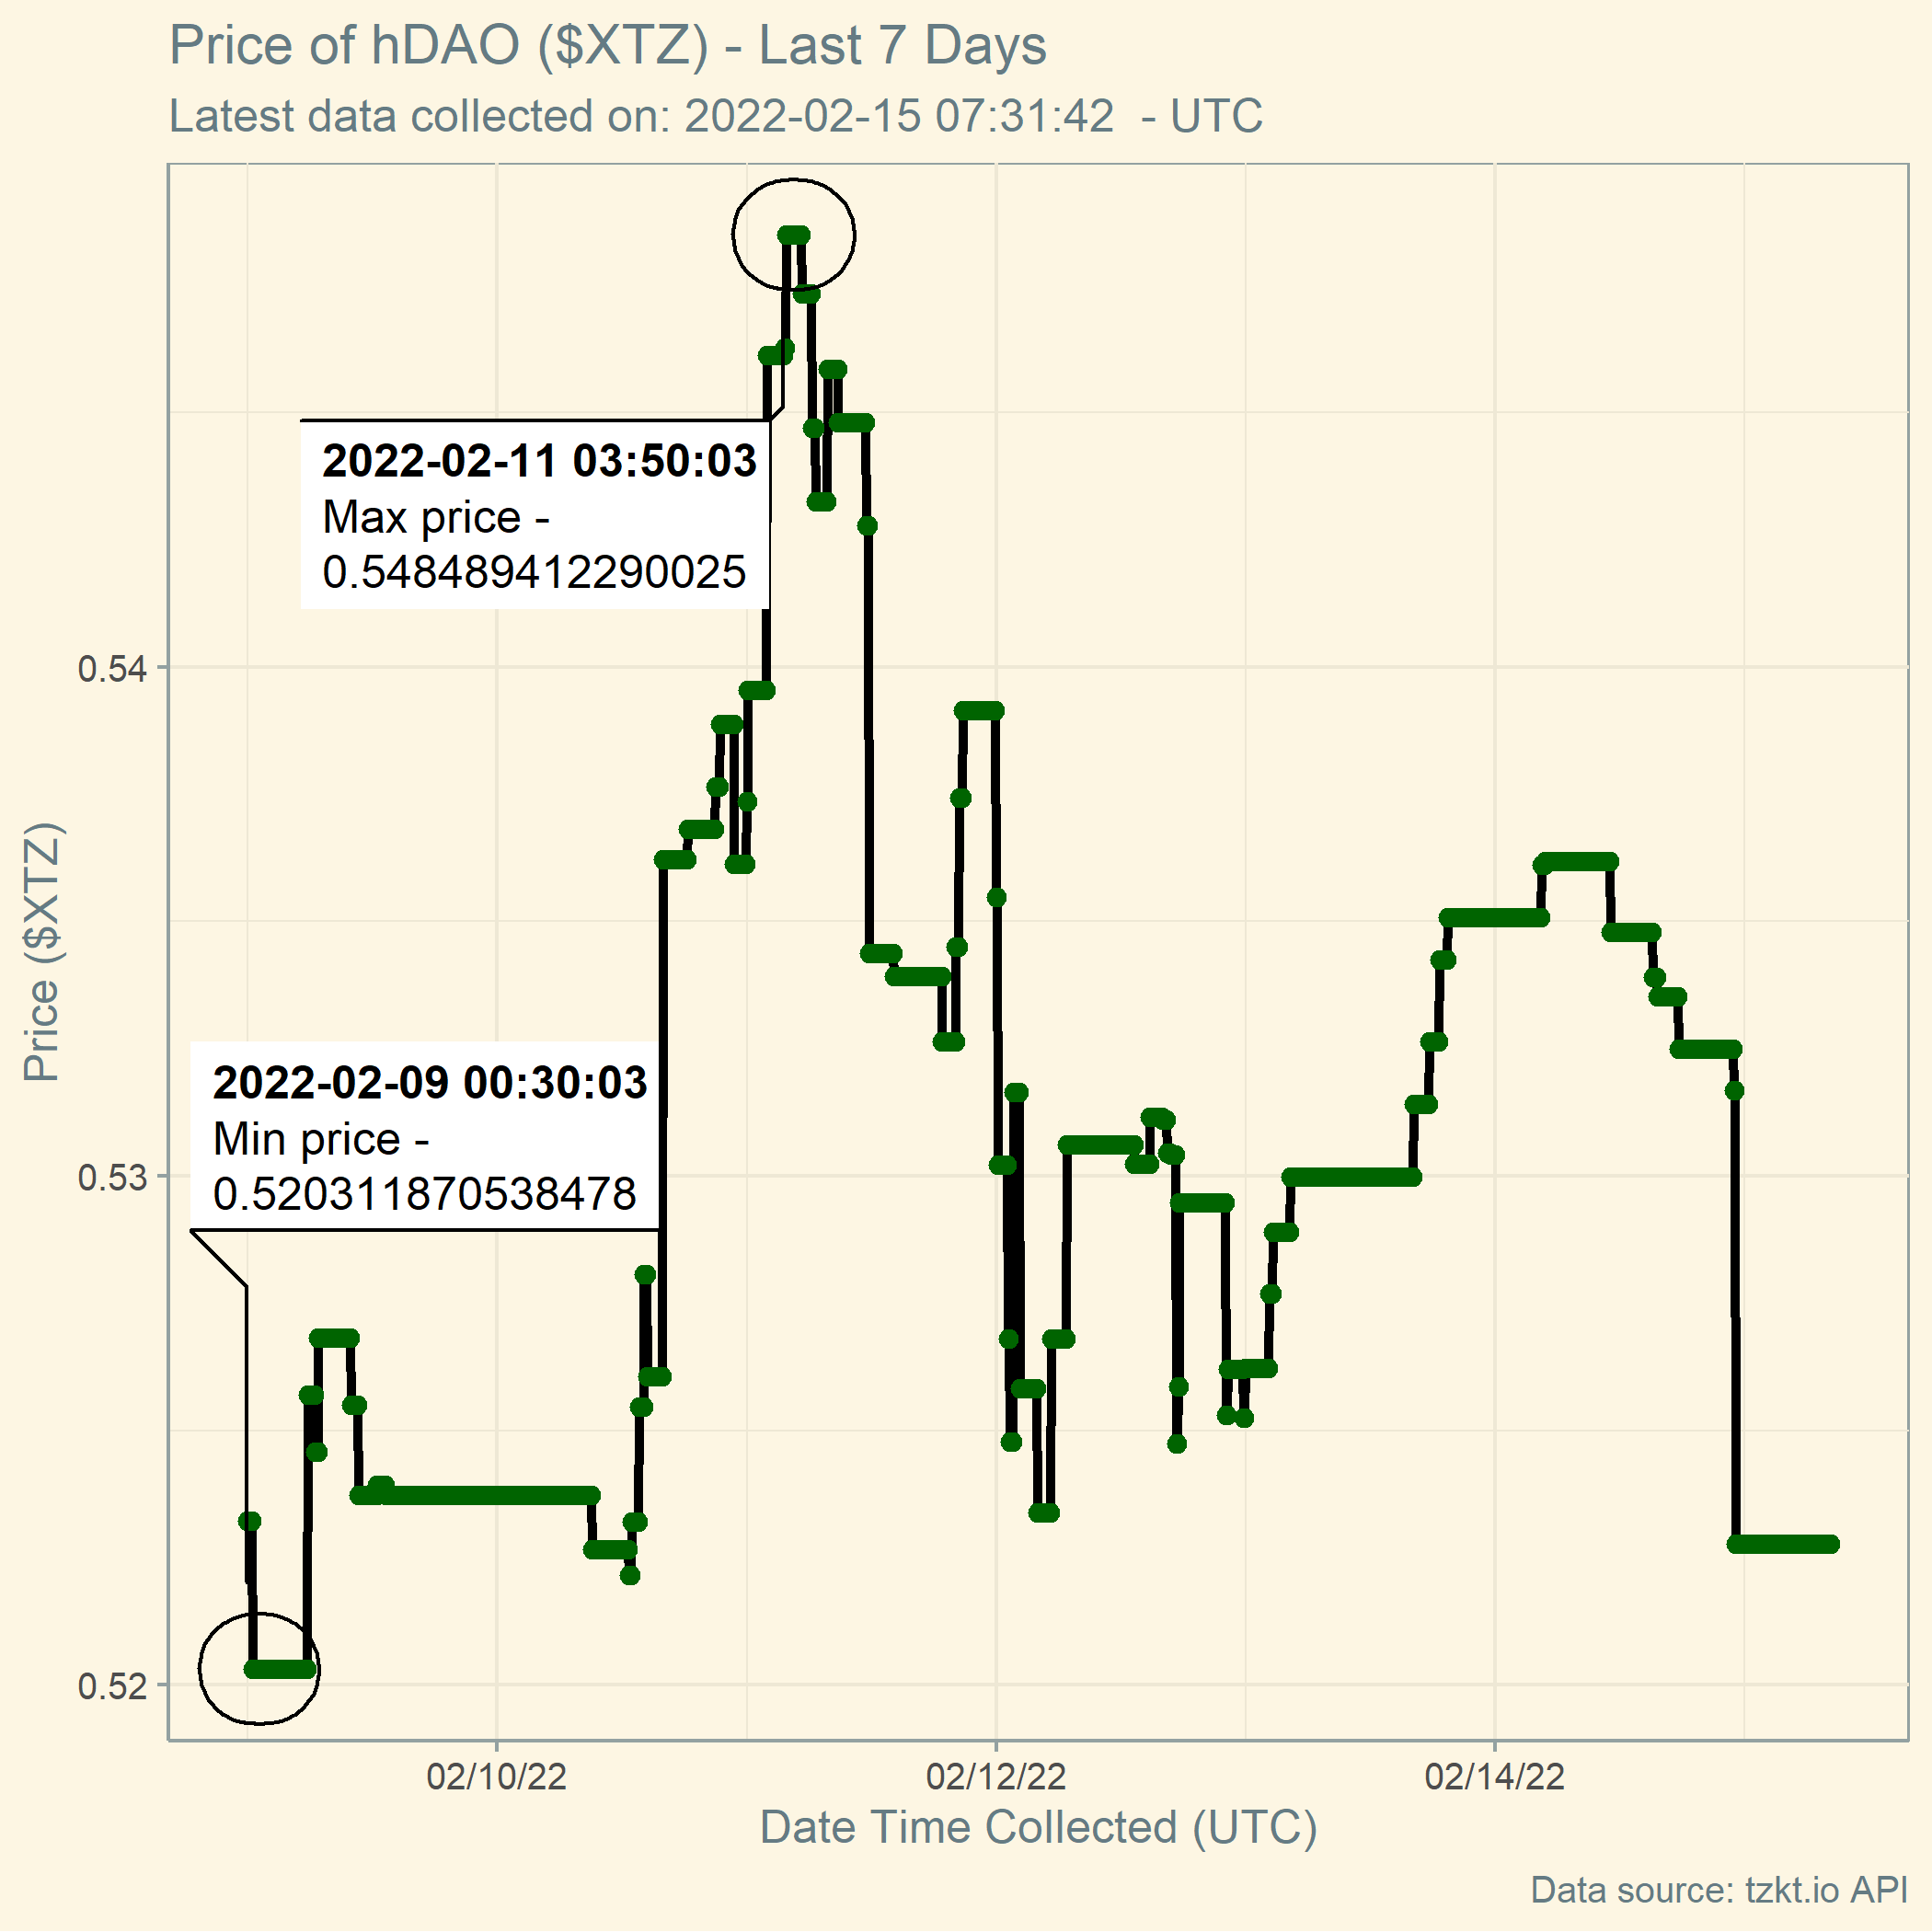 Price of hDAO ($XTZ) - Last 7 Days
Latest data collected on: 2022-02-15 07:31:42  - UTC
2022-02-11 03:50:03
Max price -
0.548489412290025
0.54
Price ($XTZ)
2022-02-09 00:30:03
Min price -
0.520311870538478
0.53
0.52
02/10/22
02/12/22
02/14/22
Date Time Collected (UTC)
Data source: tzkt.io API